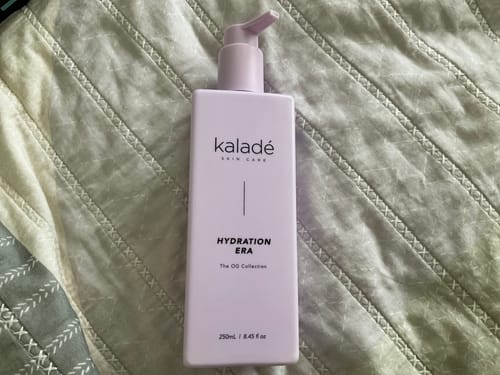 kaladé
SKIN CARE
HYDRATION
ERA
The OG Collection
250mL / 8.45 fl oz